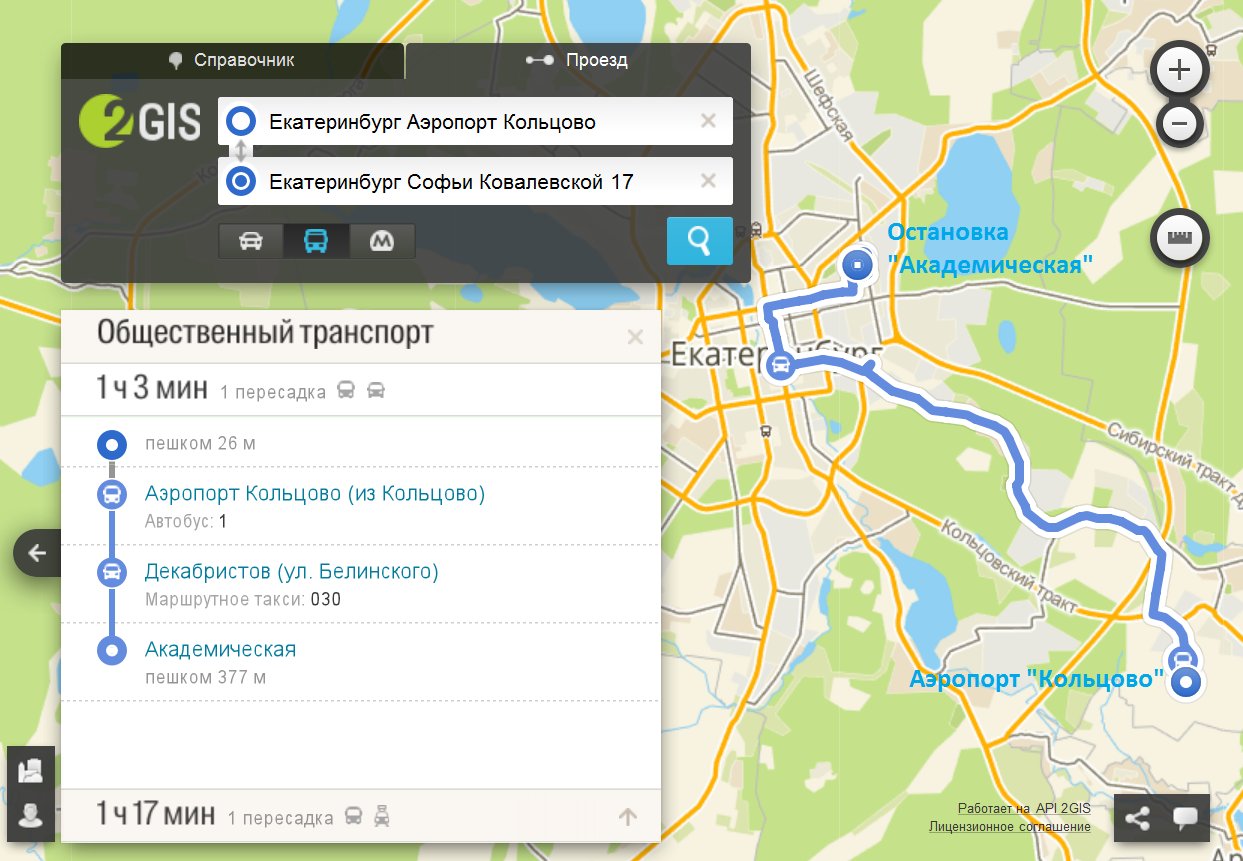 Справочник
Проезд
2GIS
Екатеринбург Аэропорт Кольцово
Екатеринбург Софьи Ковалевской 17
Общественный транспорт
1 ч 3 мин 1 пересадка
пешком 26 м
Аэропорт Кольцово (из Кольцово)
Автобус: 1
Декабристов (ул. Белинского)
Маршрутное такси: 030
Академическая
пешком 377 м
1 ч 17 мин 1 пересадка
Шефская
Остановка
"Академическая"
Екатеринбург
Сибирский тракт
Кольцовский тракт
Аэропорт "Кольцово"
Работает на API 2GIS
Лицензионное соглашение